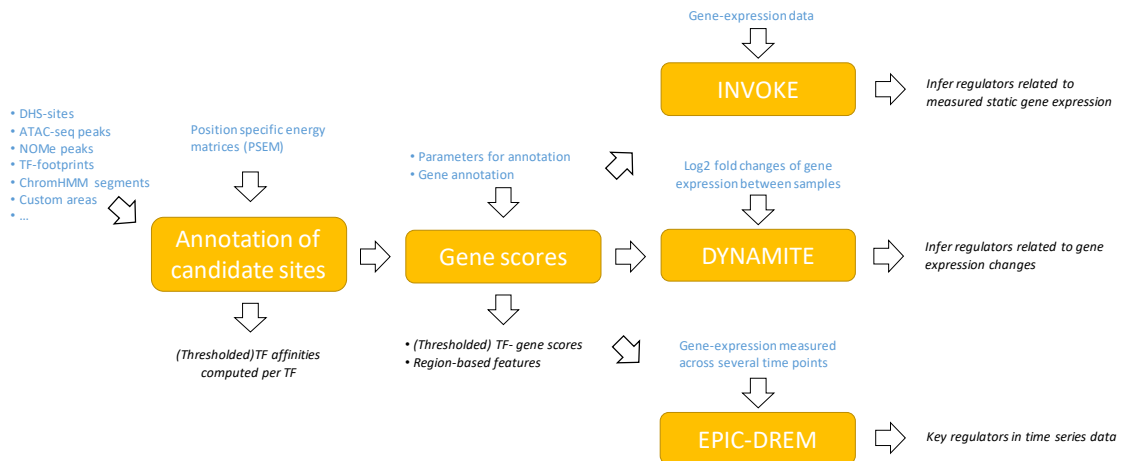 Gene-expression data
INVOKE
Infer regulators related to
measured static gene expression
• DHS-sites
• ATAC-seq peaks
• NOMe peaks
• TF-footprints
• ChromHMM segments
• Custom areas
• ...
Position specific energy
matrices (PSEM)
• Parameters for annotation
• Gene annotation
Log2 fold changes of gene
expression between samples
Annotation of
candidate sites
Gene scores
DYNAMITE
Infer regulators related to gene
expression changes
(Thresholded)TF affinities
computed per TF
• (Thresholded) TF- gene scores
• Region-based features
Gene-expression measured
across several time points
EPIC-DREM
Key regulators in time series data